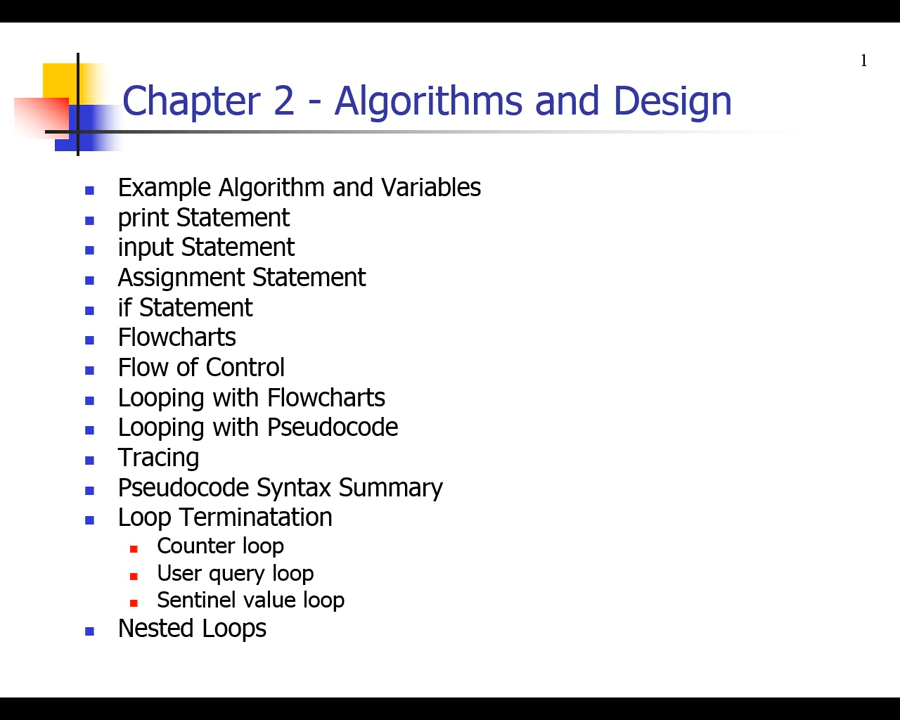 1
Chapter 2 - Algorithms and Design
Example Algorithm and Variables
print Statement
input Statement
Assignment Statement
if Statement
Flowcharts
Flow of Control
Looping with Flowcharts
Looping with Pseudocode
Tracing
Pseudocode Syntax Summary
Loop Terminatation
Counter loop
User query loop
Sentinel value loop
Nested Loops